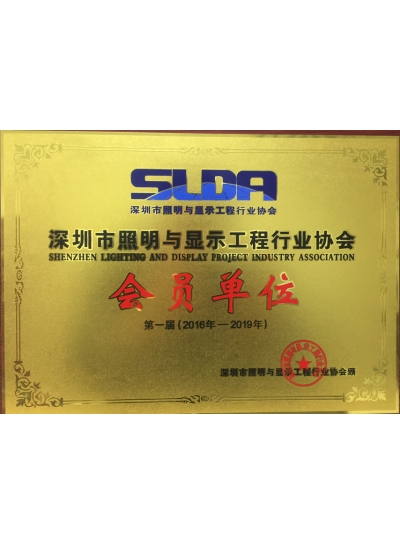 SLDA
深圳市照明与显示工程行业协会
深圳市照明与显示工程行业协会
SHENZHEN LIGHTING AND DISPLAY PROJECT INDUSTRY ASSOCIATION
会员单位
第一届(2016年—2019年)
深圳市照明与显示工程行业协会颁